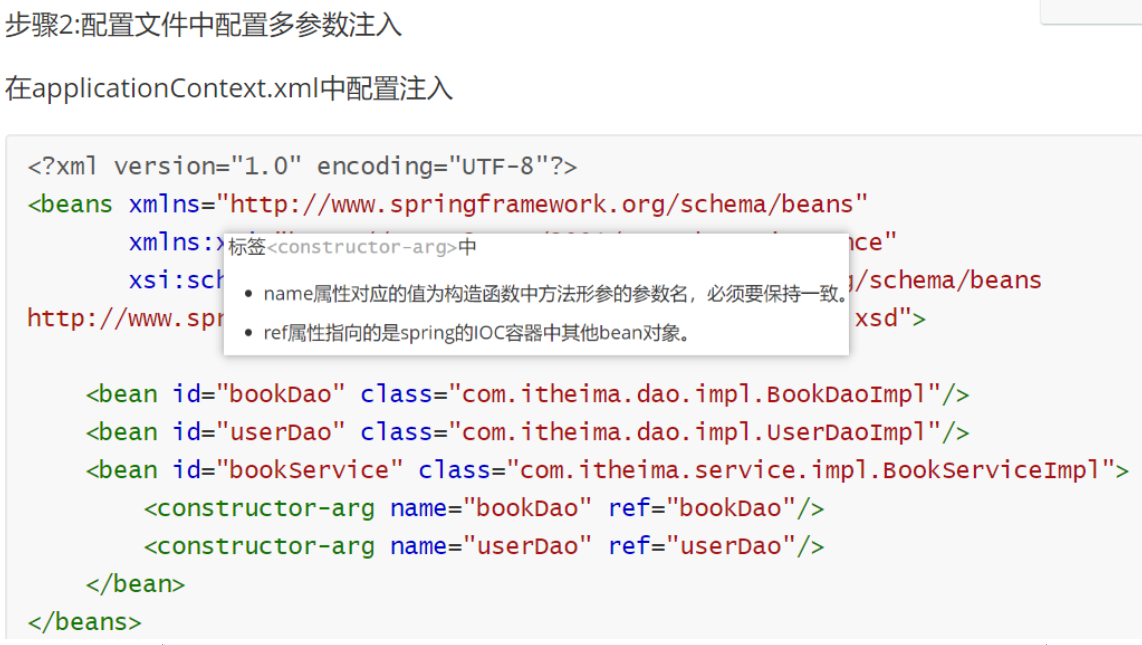 步骤2:配置文件中配置多参数注入
在applicationContext.xml中配置注入
<?xml version="1.0" encoding="UTF-8"?>
<beans xmlns="http://www.springframework.org/schema/beans"
xmlns:x
nce"
标签<constructor-arg>中
xsi:sch
g/schema/beans
• name属性对应的值为构造函数中方法形参的参数名，必须要保持一致。
http://www.spr
xsd">
• ref属性指向的是spring的IOC容器中其他bean对象。
<bean id="bookDao" class="com.itheima.dao.impl.BookDaoImpl"/>
<bean id="userDao" class="com.itheima.dao.impl.UserDaoImpl"/>
<bean id="bookService" class="com.itheima.service.impl.BookServiceImpl">
<constructor-arg name="bookDao" ref="bookDao"/>
<constructor-arg name="userDao" ref="userDao"/>
</bean>
</beans>